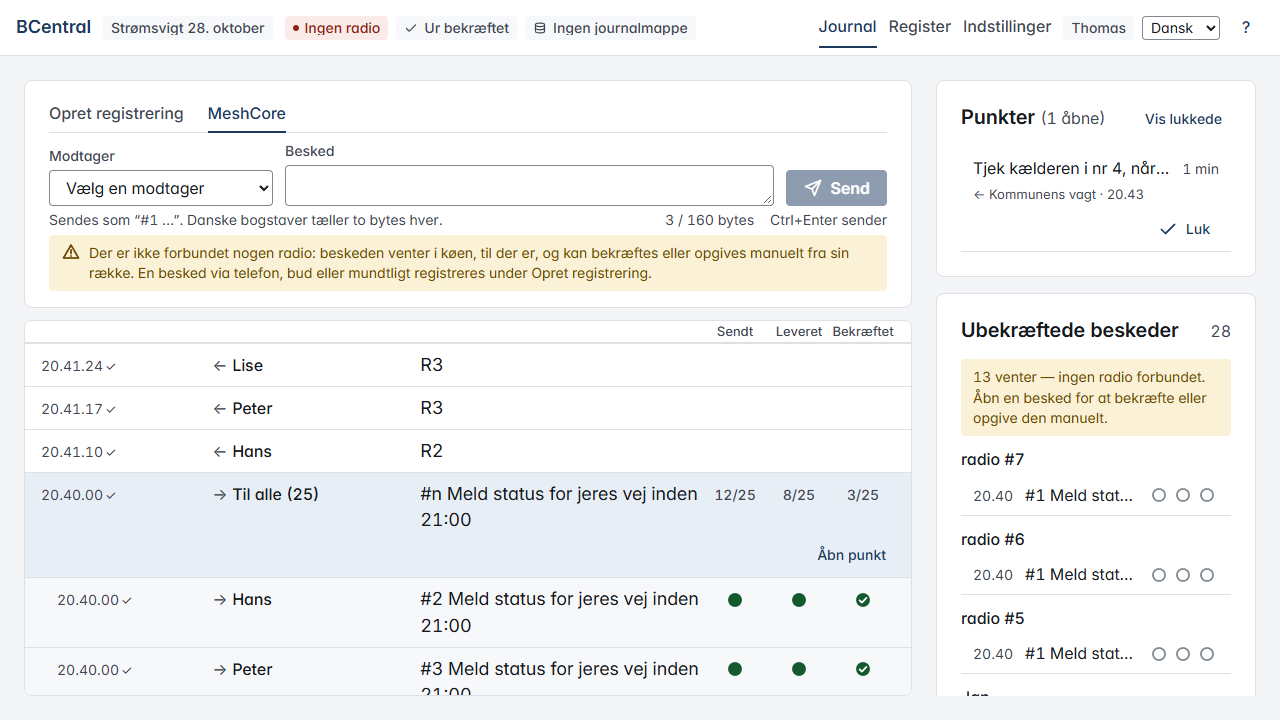 BCentral
Strømsvigt 28. oktober
Ingen radio
Ur bekræftet
Ingen journalmappe
Journal
Register
Indstillinger
Thomas
Dansk
?
Opret registrering
MeshCore
Modtager
Besked
Vælg en modtager
Send
Sendes som “#1 …”. Danske bogstaver tæller to bytes hver.
3 / 160 bytes
Ctrl+Enter sender
Der er ikke forbundet nogen radio: beskeden venter i køen, til der er, og kan bekræftes eller opgives manuelt fra sin
række. En besked via telefon, bud eller mundtligt registreres under Opret registrering.
Sendt Leveret Bekræftet
20.41.24 ← Lise R3
20.41.17 ← Peter R3
20.41.10 ← Hans R2
20.40.00 → Til alle (25) #n Meld status for jeres vej inden 12/25 8/25 3/25
21:00
Åbn punkt
20.40.00 → Hans #2 Meld status for jeres vej inden
21:00
20.40.00 → Peter #3 Meld status for jeres vej inden
21:00
Punkter (1 åbne)
Vis lukkede
Tjek kælderen i nr 4, når… 1 min
← Kommunens vagt · 20.43
Luk
Ubekræftede beskeder 28
13 venter — ingen radio forbundet.
Åbn en besked for at bekræfte eller
opgive den manuelt.
radio #7
20.40 #1 Meld stat…
radio #6
20.40 #1 Meld stat…
radio #5
20.40 #1 Meld stat…